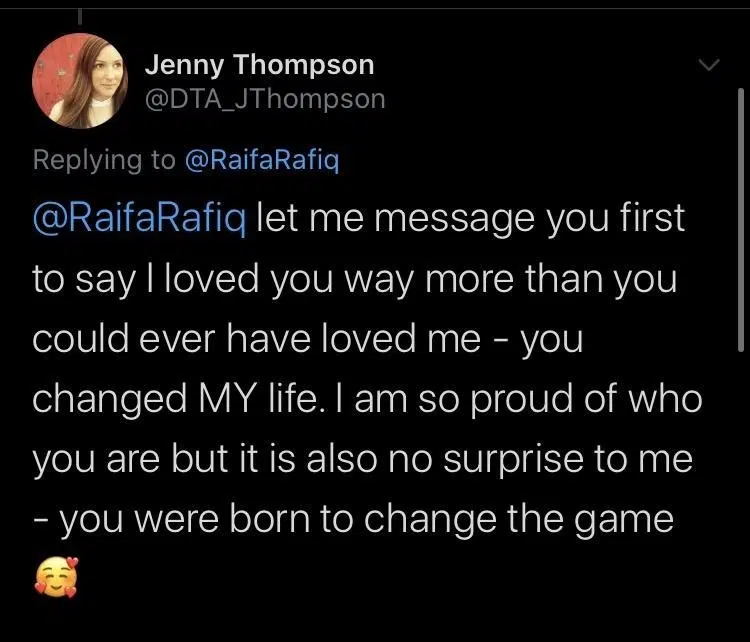 Jenny Thompson
@DTA_JThompson
Replying to @RaifaRafiq
@RaifaRafiq let me message you first
to say I loved you way more than you
could ever have loved me - you
changed MY life. I am so proud of who
you are but it is also no surprise to me
- you were born to change the game
🥰